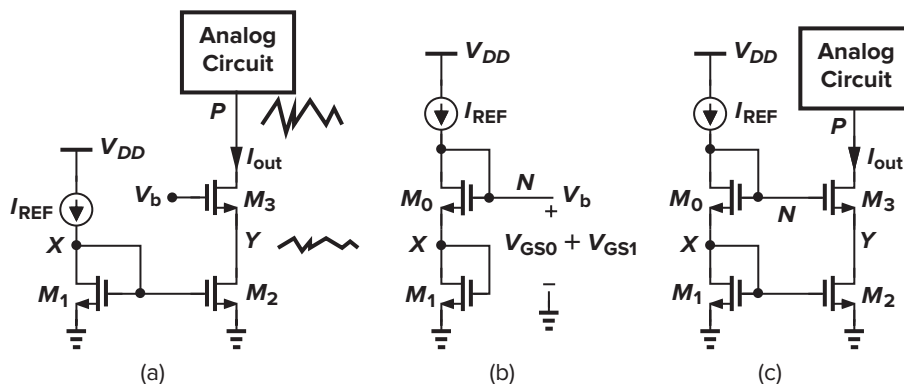 Analog
Circuit
P
V_DD
I_out
V_b
M_3
I_REF
X
Y
M_1
M_2
(a)
V_DD
I_REF
N
V_b
M_0
+
X
V_GS0 + V_GS1
M_1
−
(b)
Analog
Circuit
V_DD
P
I_REF
I_out
M_0
N
M_3
X
Y
M_1
M_2
(c)